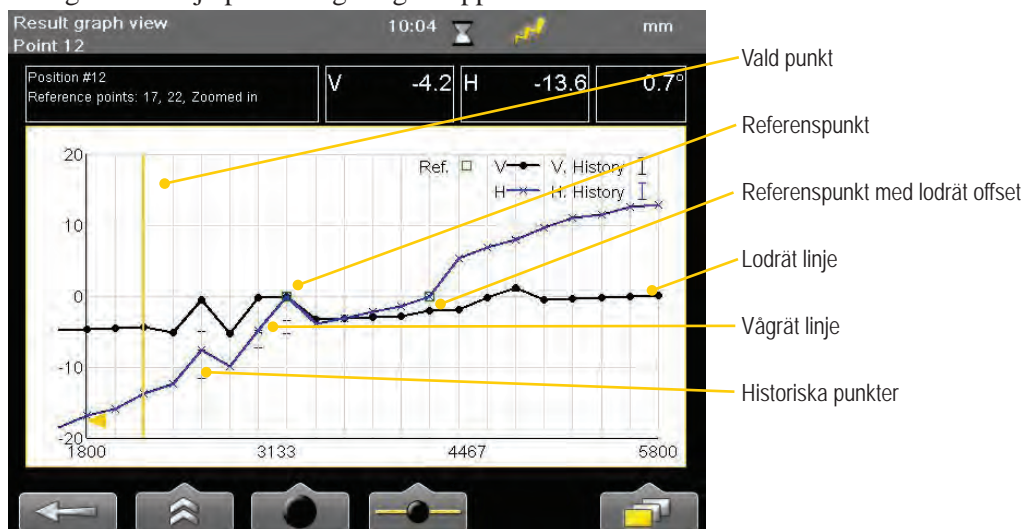 Result graph view
Point 12
10:04
mm
Position #12
Reference points: 17, 22, Zoomed in
V -4.2
H -13.6
0.7°
Ref. V V. History
H H. History
20
10
0
-10
-20
1800 3133 4467 5800
Vald punkt
Referenspunkt
Referenspunkt med lodrät offset
Lodrät linje
Vågrät linje
Historiska punkter